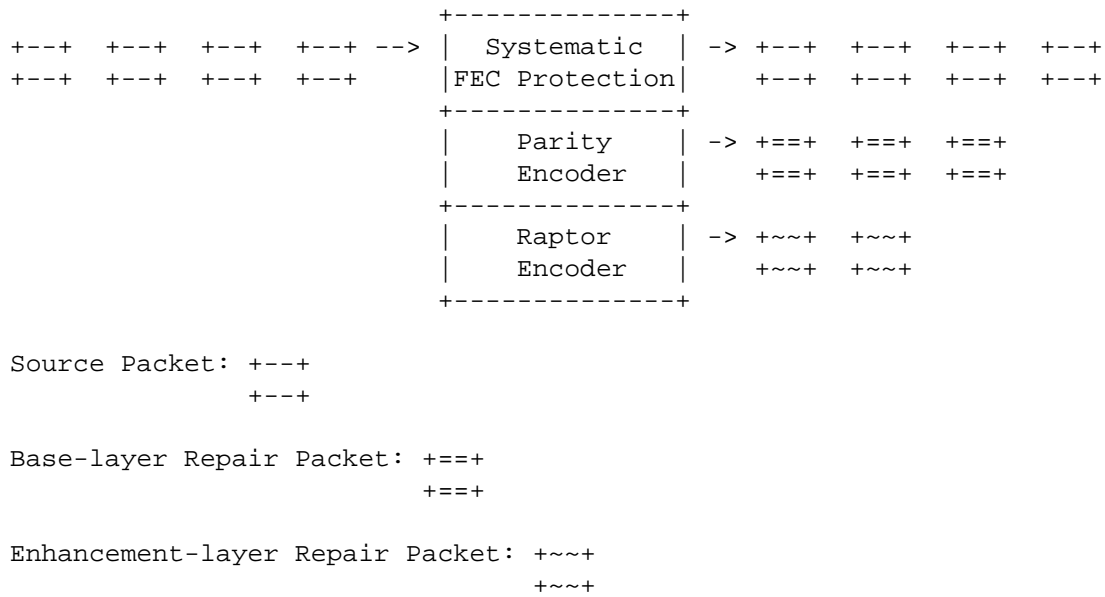 +--------------+
+--+  +--+  +--+  +--+ --> |  Systematic  | -> +--+  +--+  +--+  +--+
+--+  +--+  +--+  +--+     |FEC Protection|    +--+  +--+  +--+  +--+
                           +--------------+
                           |    Parity    | -> +==+  +==+  +==+
                           |    Encoder   |    +==+  +==+  +==+
                           +--------------+
                           |    Raptor    | -> +~~+  +~~+
                           |    Encoder   |    +~~+  +~~+
                           +--------------+
Source Packet: +--+
               +--+
Base-layer Repair Packet: +==+
                          +==+
Enhancement-layer Repair Packet: +~~+
                                 +~~+